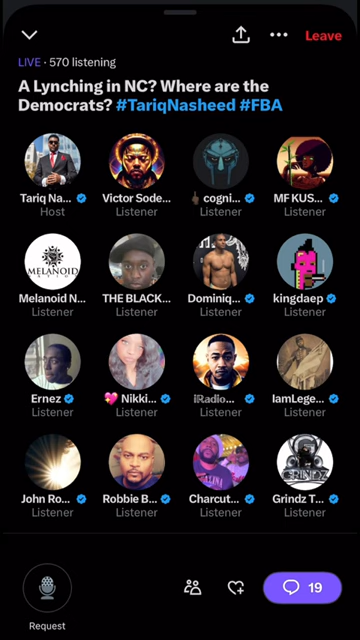 LIVE · 570 listening
Leave
A Lynching in NC? Where are the
Democrats? #TariqNasheed #FBA
Tariq Na...
Host
Victor Sode...
Listener
🖕🏿 cogni...
Listener
MF KUS...
Listener
MELANOID
Melanoid N...
Listener
THE BLACK...
Listener
Dominiq...
Listener
kingdaep
Listener
Ernez
Listener
💖 Nikki...
Listener
iRadio...
Listener
IamLege...
Listener
John Ro...
Listener
Robbie B...
Listener
Charcut...
Listener
GRINDZ
Grindz T...
Listener
Request
19